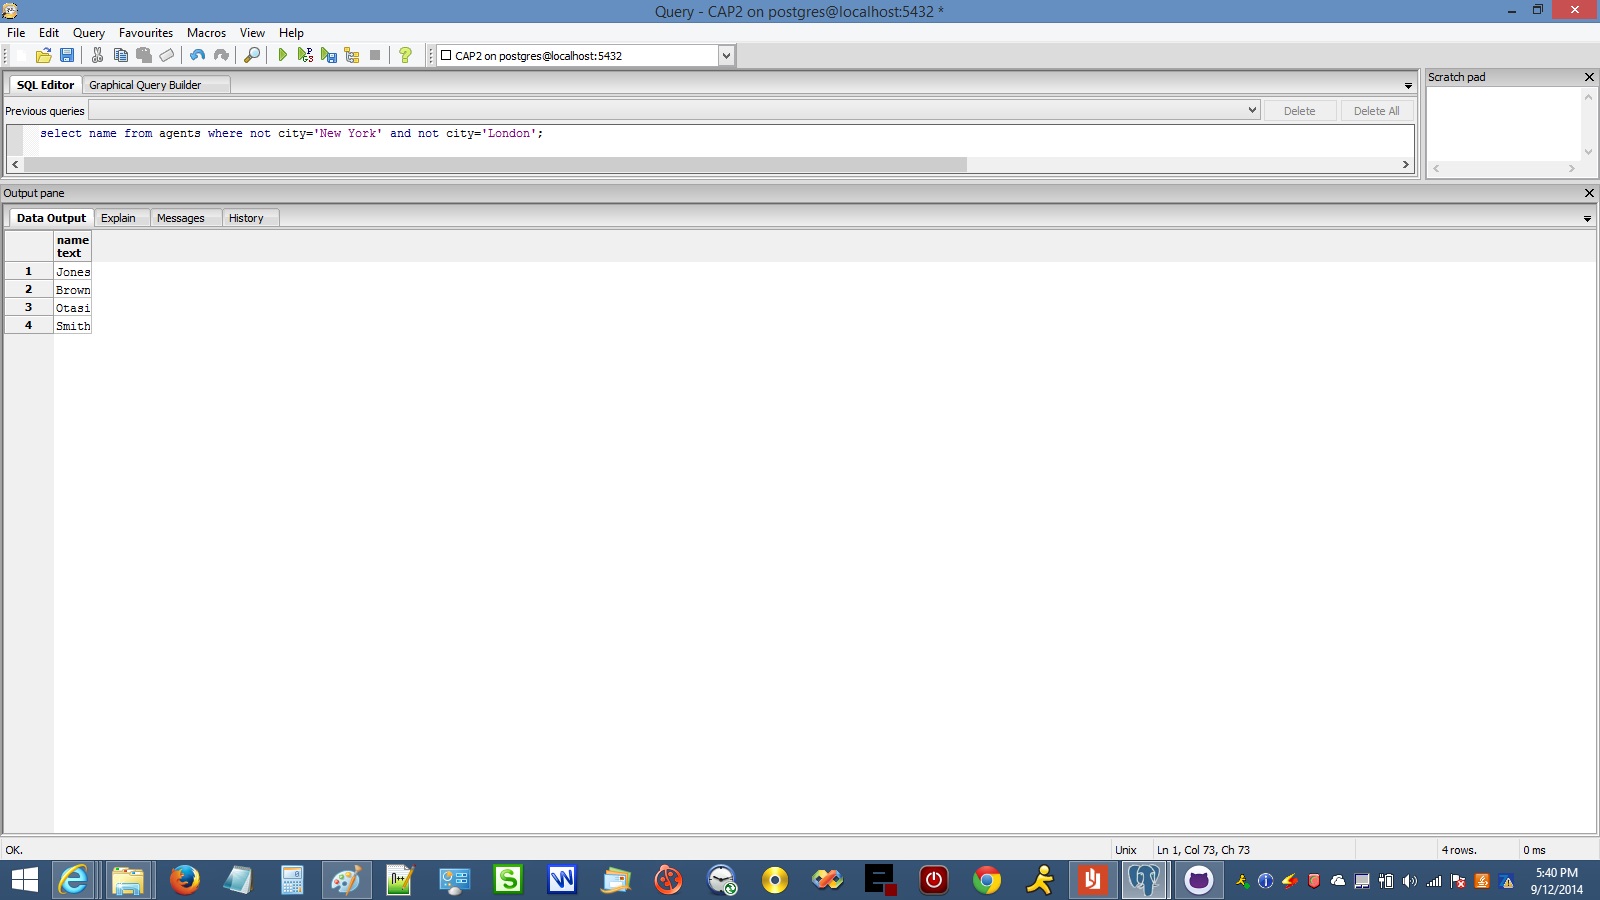 Query - CAP2 on postgres@localhost:5432 *
File Edit Query Favourites Macros View Help
CAP2 on postgres@localhost:5432
SQL Editor Graphical Query Builder
Scratch pad
Previous queries Delete Delete All
select name from agents where not city='New York' and not city='London';
Output pane
Data Output Explain Messages History
name
text
1 Jones
2 Brown
3 Otasi
4 Smith
OK. Unix Ln 1, Col 73, Ch 73 4 rows. 0 ms
5:40 PM
9/12/2014